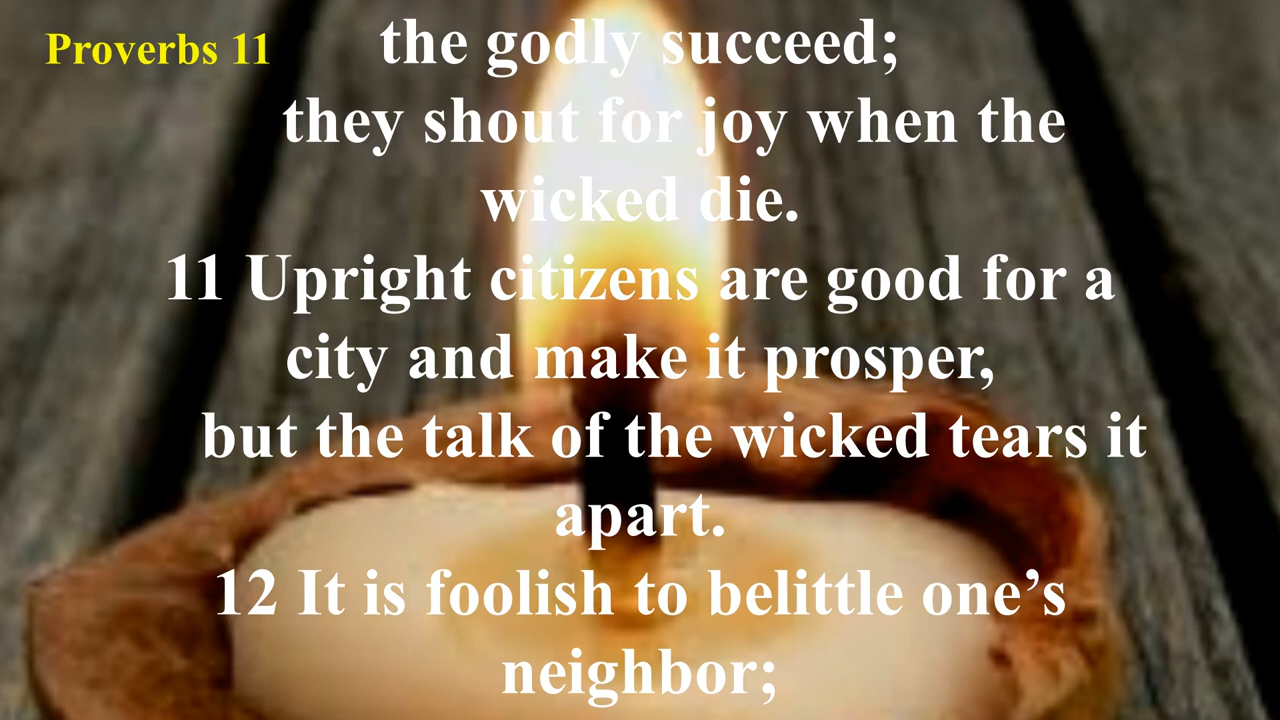 Proverbs 11
the godly succeed;
they shout for joy when the
wicked die.
11 Upright citizens are good for a
city and make it prosper,
but the talk of the wicked tears it
apart.
12 It is foolish to belittle one’s
neighbor;